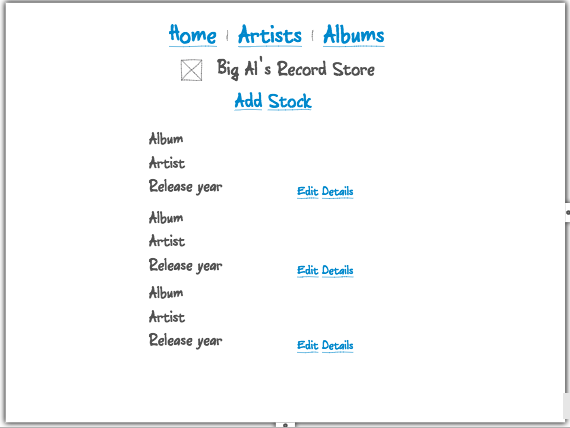 Home | Artists | Albums
Big Al's Record Store
Add Stock
Album
Artist
Release year
Edit Details
Album
Artist
Release year
Edit Details
Album
Artist
Release year
Edit Details